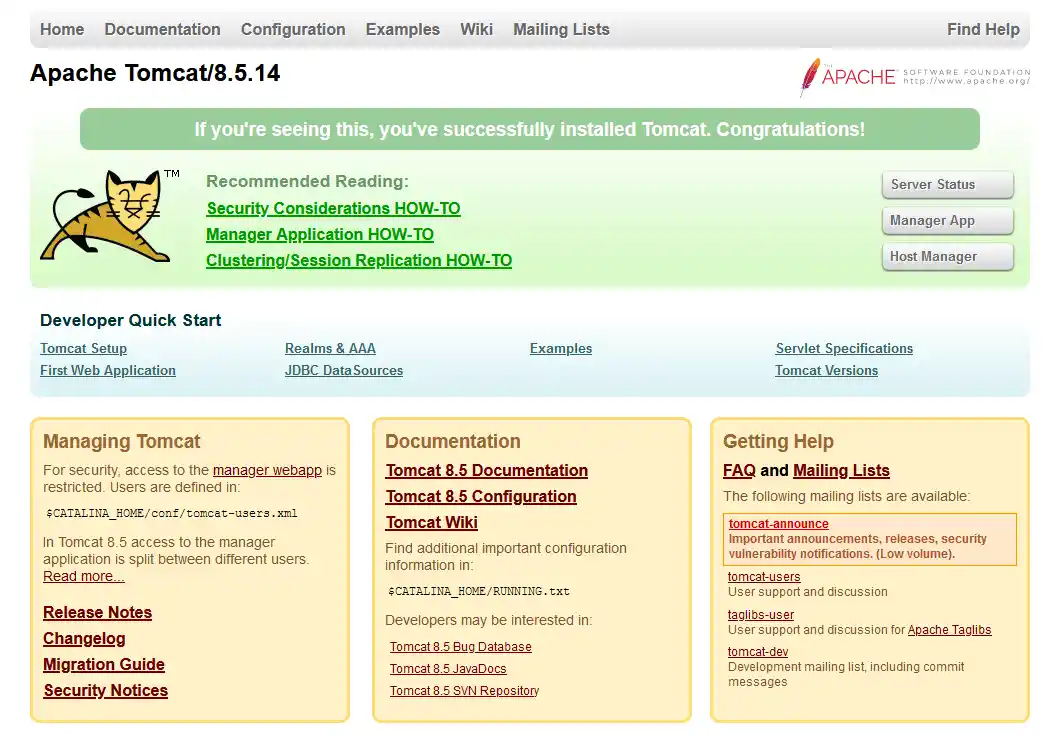 Home Documentation Configuration Examples Wiki Mailing Lists Find Help
Apache Tomcat/8.5.14
THE APACHE™ SOFTWARE FOUNDATION
http://www.apache.org/
If you're seeing this, you've successfully installed Tomcat. Congratulations!
TM
Recommended Reading:
Security Considerations HOW-TO
Manager Application HOW-TO
Clustering/Session Replication HOW-TO
Server Status
Manager App
Host Manager
Developer Quick Start
Tomcat Setup
First Web Application
Realms & AAA
JDBC DataSources
Examples
Servlet Specifications
Tomcat Versions
Managing Tomcat
For security, access to the manager webapp is
restricted. Users are defined in:
$CATALINA_HOME/conf/tomcat-users.xml
In Tomcat 8.5 access to the manager
application is split between different users.
Read more...
Release Notes
Changelog
Migration Guide
Security Notices
Documentation
Tomcat 8.5 Documentation
Tomcat 8.5 Configuration
Tomcat Wiki
Find additional important configuration
information in:
$CATALINA_HOME/RUNNING.txt
Developers may be interested in:
Tomcat 8.5 Bug Database
Tomcat 8.5 JavaDocs
Tomcat 8.5 SVN Repository
Getting Help
FAQ and Mailing Lists
The following mailing lists are available:
tomcat-announce
Important announcements, releases, security
vulnerability notifications. (Low volume).
tomcat-users
User support and discussion
taglibs-user
User support and discussion for Apache Taglibs
tomcat-dev
Development mailing list, including commit
messages